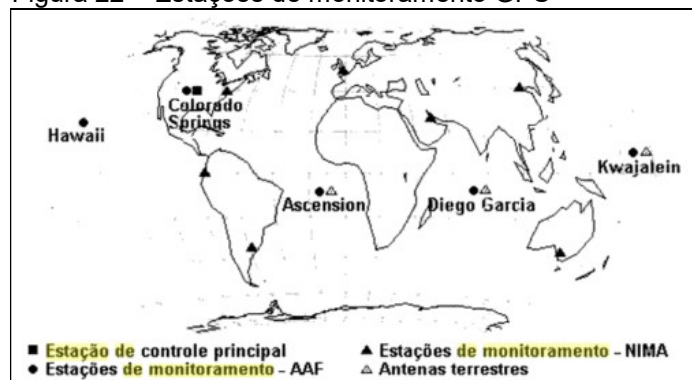 Figura 22 – Estações de monitoramento GPS
Colorado
Springs
Hawaii
Kwajalein
Ascension
Diego Garcia
■ Estação de controle principal
▲ Estações de monitoramento - NIMA
● Estações de monitoramento - AAF
△ Antenas terrestres